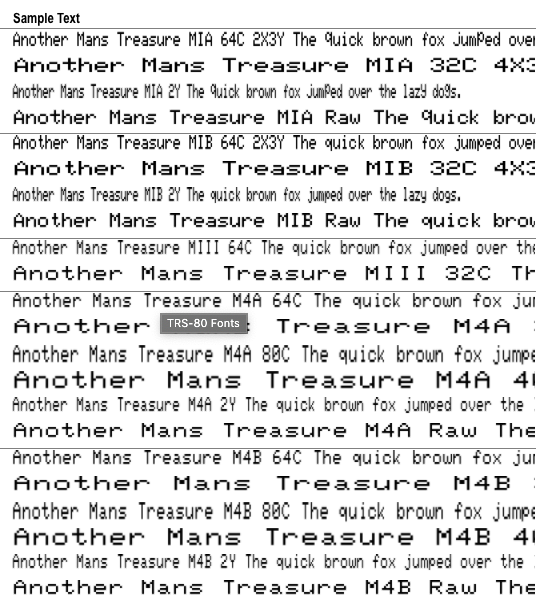 Sample Text
Another Mans Treasure MIA 64C 2X3Y The quick brown fox jumped over
Another Mans Treasure MIA 32C 4X3
Another Mans Treasure MIA 2Y The quick brown fox jumped over the lazy dogs.
Another Mans Treasure MIA Raw The quick brow
Another Mans Treasure MIB 64C 2X3Y The quick brown fox jumped over
Another Mans Treasure MIB 32C 4X3
Another Mans Treasure MIB 2Y The quick brown fox jumped over the lazy dogs.
Another Mans Treasure MIB Raw The quick brow
Another Mans Treasure MIII 64C The quick brown fox jumped over the
Another Mans Treasure MIII 32C Th
Another Mans Treasure M4A 64C The quick brown fox ju
Another Treasure M4A
TRS-80 Fonts
Another Mans Treasure M4A 80C The quick brown fox jumpe
Another Mans Treasure M4A 4
Another Mans Treasure M4A 2Y The quick brown fox jumped over the
Another Mans Treasure M4A Raw The
Another Mans Treasure M4B 64C The quick brown fox ju
Another Mans Treasure M4B
Another Mans Treasure M4B 80C The quick brown fox jumpe
Another Mans Treasure M4B 4
Another Mans Treasure M4B 2Y The quick brown fox jumped over the
Another Mans Treasure M4B Raw The